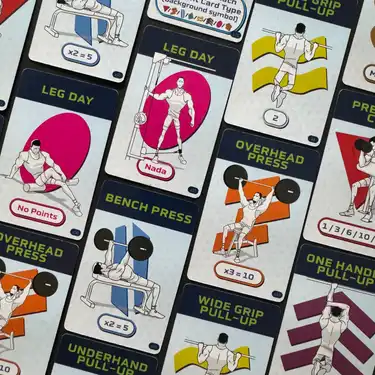 x2 = 5
Card Type
(background symbol)
WIDE GRIP
PULL-UP
2
LEG DAY
Nada
LEG DAY
No Points
OVERHEAD
PRESS
x3 = 10
1/3/6/10/
BENCH PRESS
x2 = 5
OVERHEAD
PRESS
ONE HANDE
PULL-UP
WIDE GRIP
PULL-UP
UNDERHAND
PULL-UP